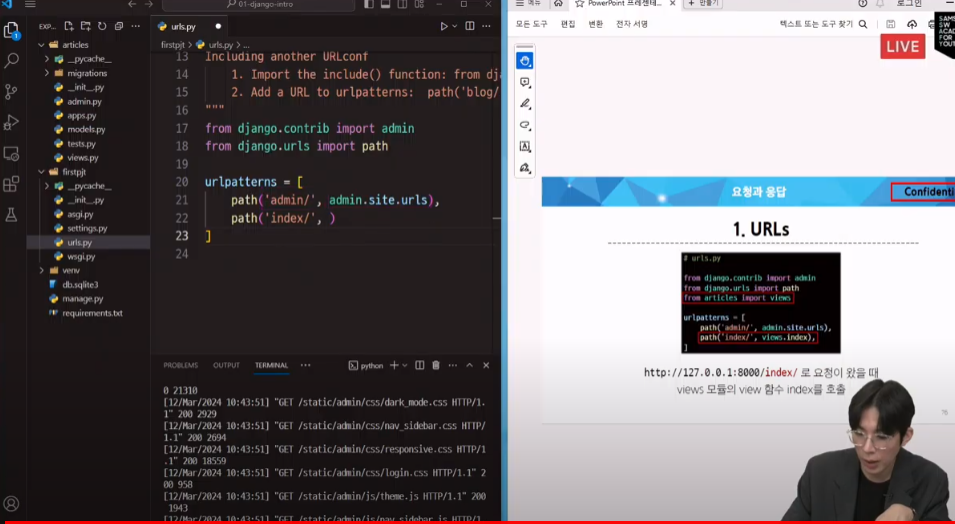 01-django-intro
EXP...
articles
__pycache__
migrations
__init__.py
admin.py
apps.py
models.py
tests.py
views.py
firstpjt
__pycache__
__init__.py
asgi.py
settings.py
urls.py
wsgi.py
venv
db.sqlite3
manage.py
requirements.txt
urls.py
firstpjt > urls.py > ...
13 Including another URLconf
14 1. Import the include() function: from dj
15 2. Add a URL to urlpatterns: path('blog/
16 """
17 from django.contrib import admin
18 from django.urls import path
19
20 urlpatterns = [
21 path('admin/', admin.site.urls),
22 path('index/', )
23 ]
24
PROBLEMS OUTPUT TERMINAL ... python
0 21310
[12/Mar/2024 10:43:51] "GET /static/admin/css/dark_mode.css HTTP/1.
1" 200 2929
[12/Mar/2024 10:43:51] "GET /static/admin/css/nav_sidebar.css HTTP/
1.1" 200 2694
[12/Mar/2024 10:43:51] "GET /static/admin/css/responsive.css HTTP/1
.1" 200 18559
[12/Mar/2024 10:43:51] "GET /static/admin/css/login.css HTTP/1.1" 2
00 958
[12/Mar/2024 10:43:51] "GET /static/admin/js/theme.js HTTP/1.1" 200
1943
[12/Mar/2024 10:43:51] "GET /static/admin/js/nav_sidebar.js HTTP/1.
메뉴 PowerPoint 프레젠테... × + 만들기 로그인
모든 도구 편집 변환 전자 서명 텍스트 또는 도구 찾기
LIVE
SW
FOR
요청과 응답
Confidenti
1. URLs
# urls.py
from django.contrib import admin
from django.urls import path
from articles import views
urlpatterns = [
path('admin/', admin.site.urls),
path('index/', views.index),
]
http://127.0.0.1:8000/index/ 로 요청이 왔을 때
views 모듈의 view 함수 index를 호출